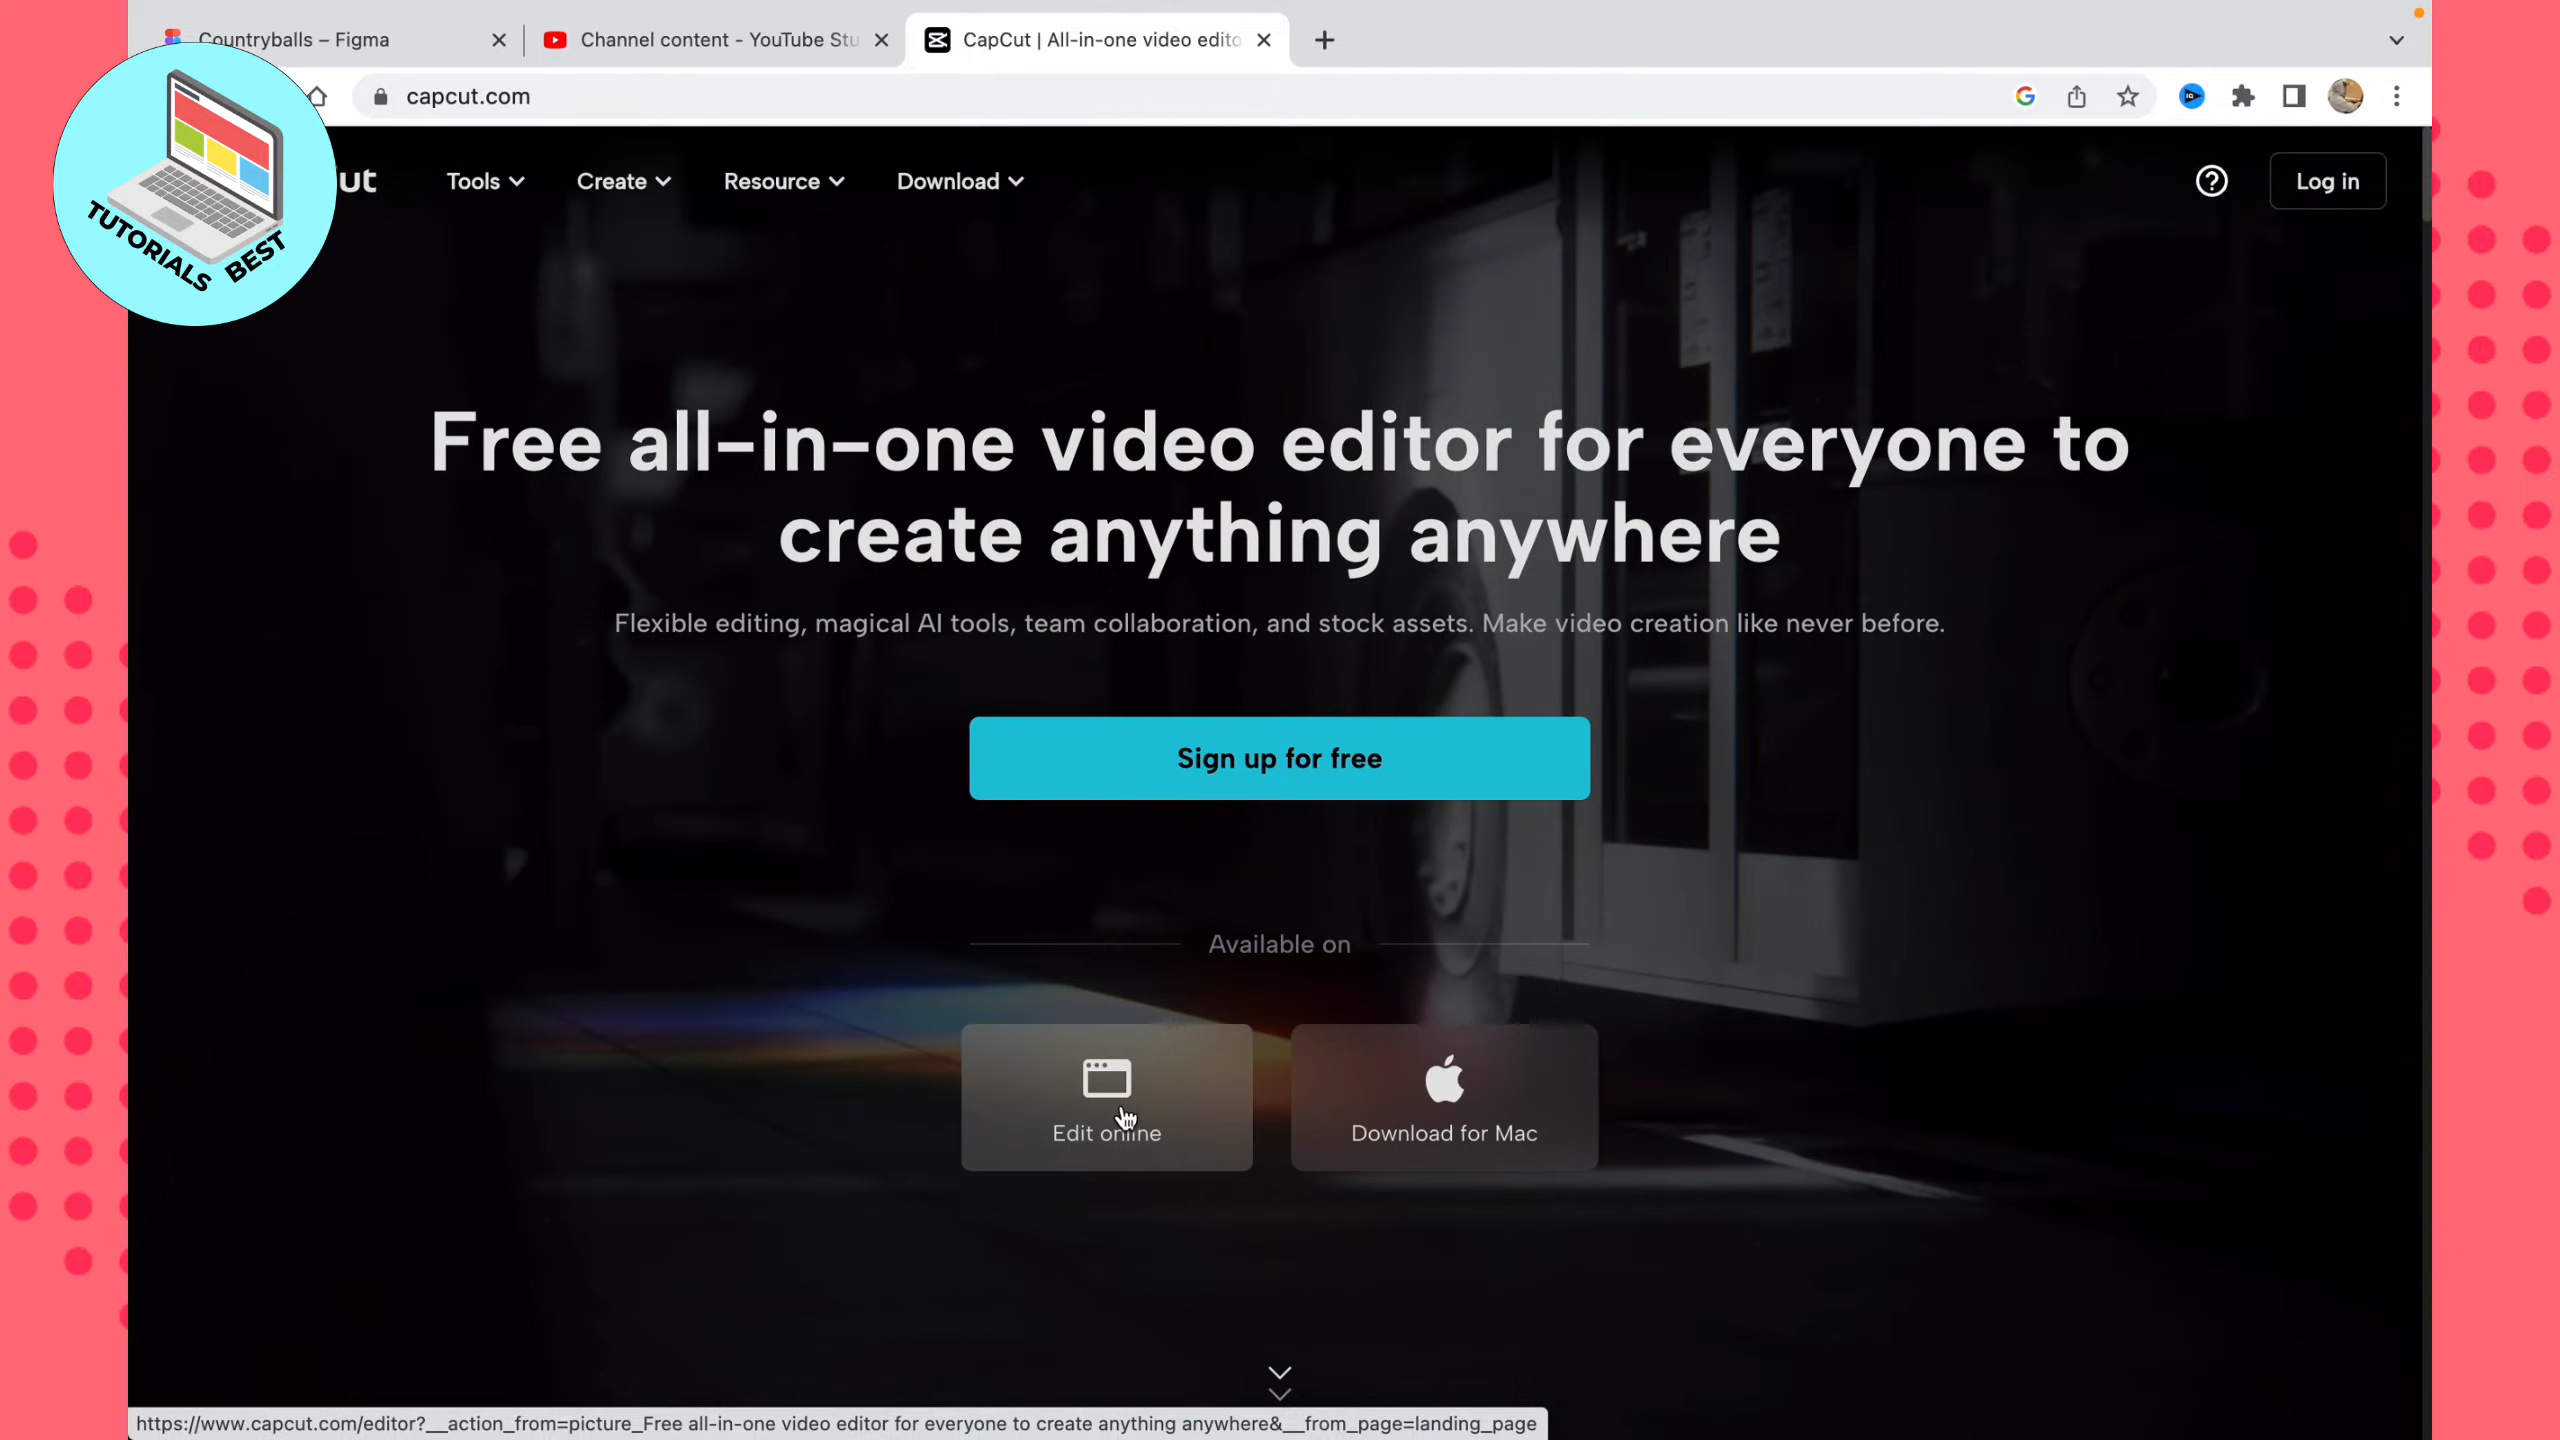 Countryballs – Figma
Channel content - YouTube Stu
CapCut | All-in-one video edito
capcut.com
TUTORIALS BEST
ut
Tools
Create
Resource
Download
Log in
Free all-in-one video editor for everyone to
create anything anywhere
Flexible editing, magical AI tools, team collaboration, and stock assets. Make video creation like never before.
Sign up for free
Available on
Edit online
Download for Mac
https://www.capcut.com/editor?__action_from=picture_Free all-in-one video editor for everyone to create anything anywhere&__from_page=landing_page